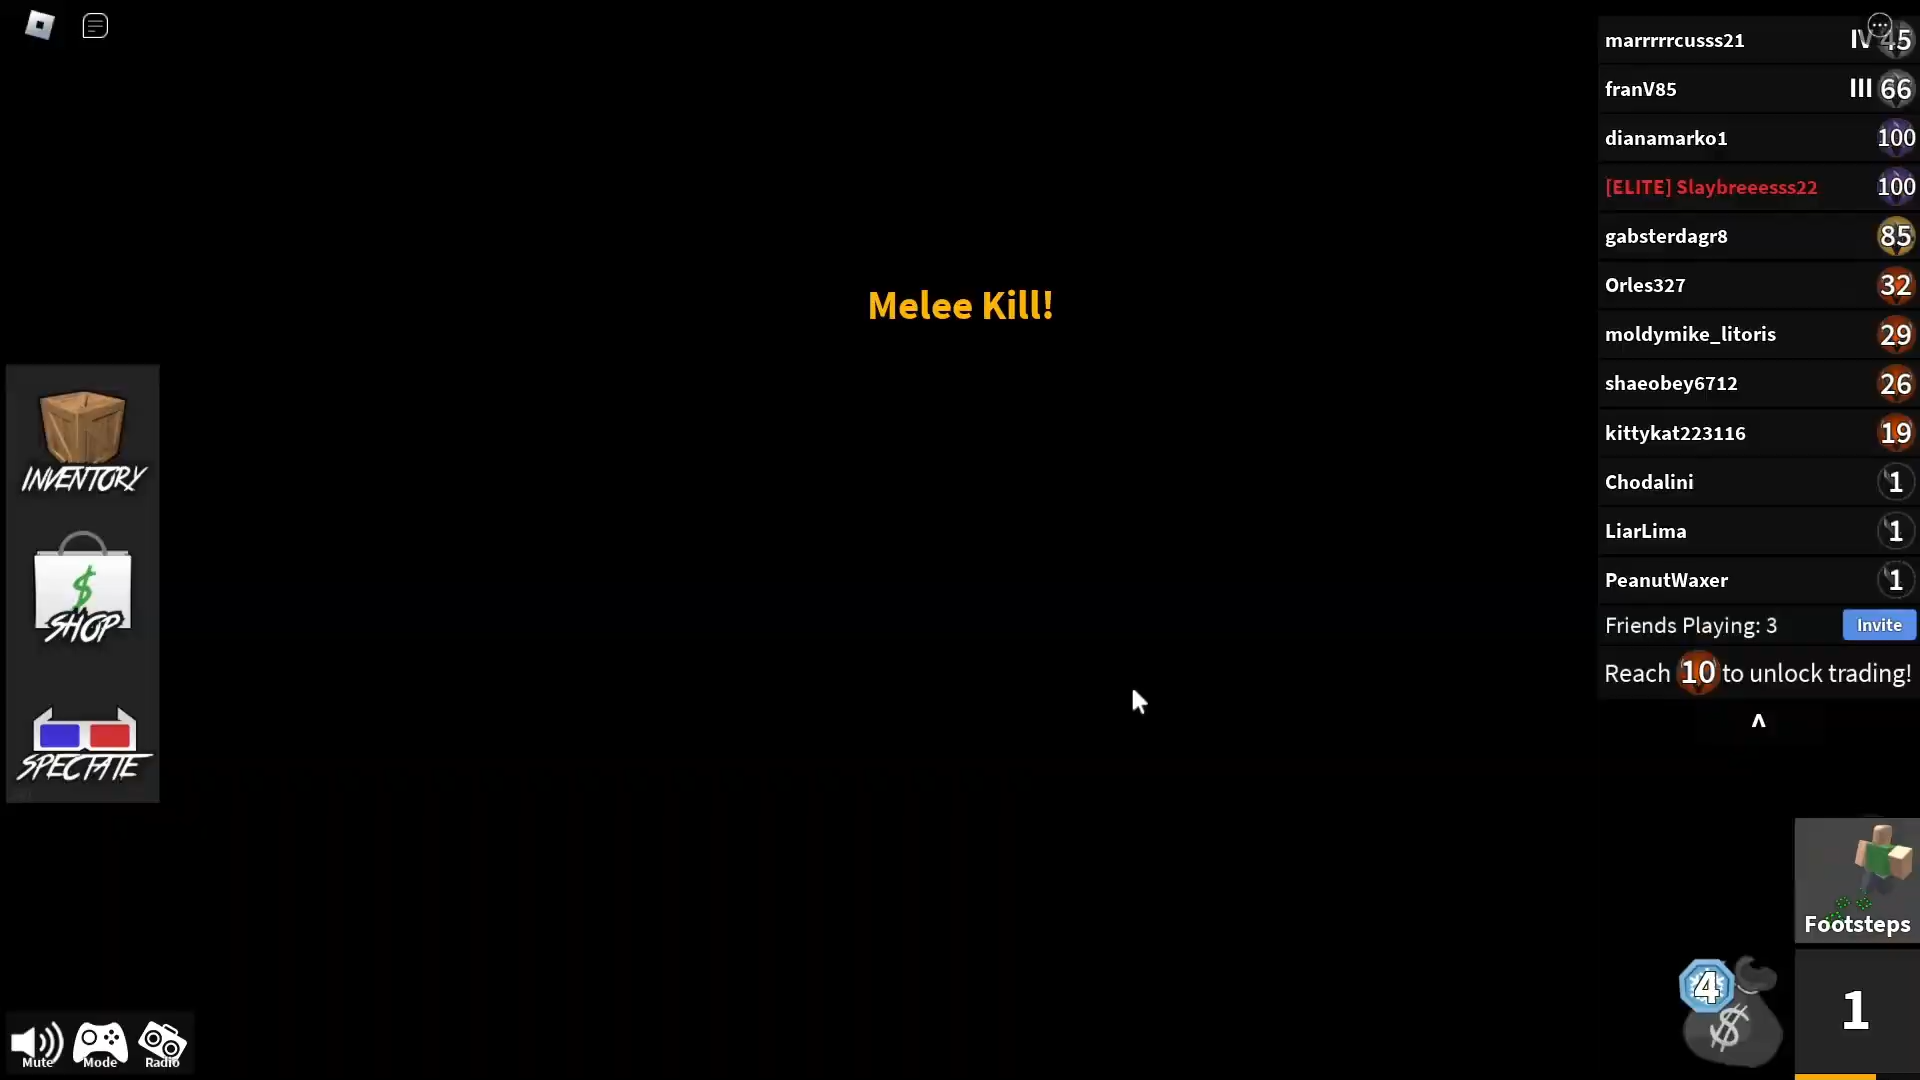 marrrrrcusss21 IV 45
franV85 III 66
dianamarko1 100
[ELITE] Slaybreeesss22 100
gabsterdagr8 85
Orles327 32
moldymike_litoris 29
shaeobey6712 26
kittykat223116 19
Chodalini 1
LiarLima 1
PeanutWaxer 1
Friends Playing: 3 Invite
Reach 10 to unlock trading!
Melee Kill!
INVENTORY
$
SHOP
SPECTATE
Footsteps
4
$
1
Mute Mode Radio